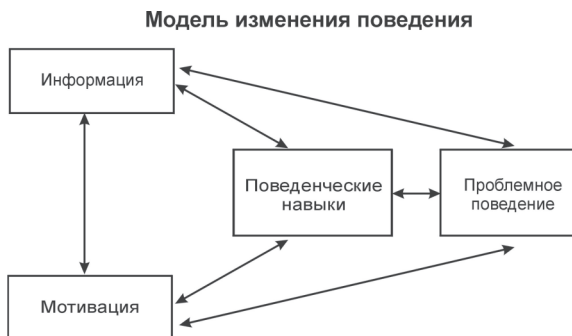 Модель изменения поведения
Информация
Поведенческие
навыки
Проблемное
поведение
Мотивация